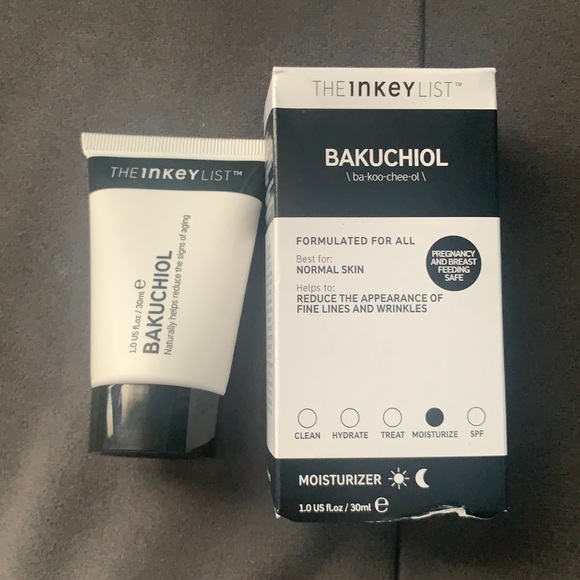 THE INKEY LIST™
BAKUCHIOL
\ ba-koo-chee-ol \
FORMULATED FOR ALL
Best for:
NORMAL SKIN
Helps to:
REDUCE THE APPEARANCE OF
FINE LINES AND WRINKLES
PREGNANCY
AND BREAST
FEEDING
SAFE
CLEAN HYDRATE TREAT MOISTURIZE SPF
MOISTURIZER
1.0 US fl.oz / 30ml e
THE INKEY LIST™
1.0 US fl.oz / 30ml e
BAKUCHIOL
Naturally helps reduce the signs of aging